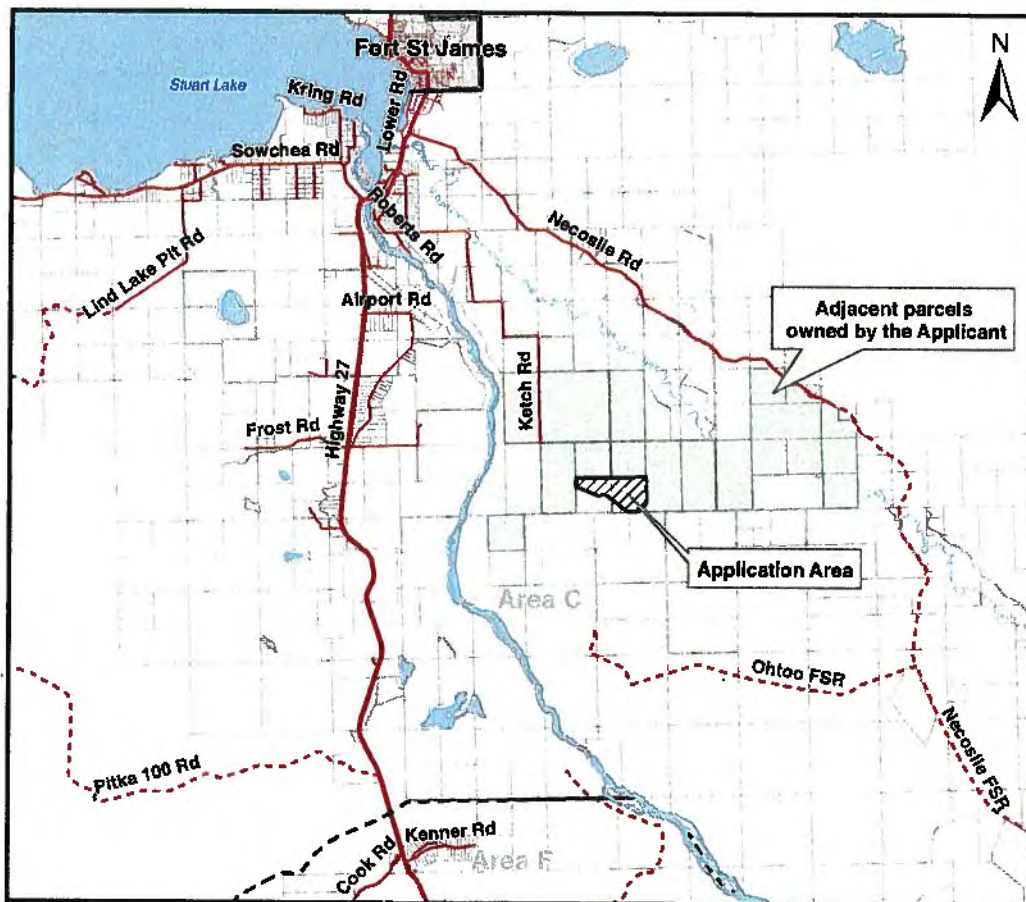 Fort St James
N
Stuart Lake
Kring Rd
Lower Rd
Sowchea Rd
Roberts Rd
Necoslie Rd
Lind Lake Pit Rd
Airport Rd
Adjacent parcels
owned by the Applicant
Highway 27
Ketch Rd
Frost Rd
Application Area
Area C
Ohtoo FSR
Necoslie FSR
Pitka 100 Rd
Kenner Rd
Cook Rd
Area F